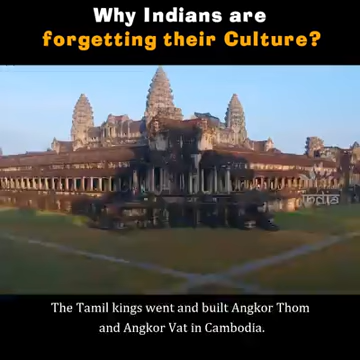 Why Indians are
forgetting their Culture?
india
The Tamil kings went and built Angkor Thom
and Angkor Vat in Cambodia.